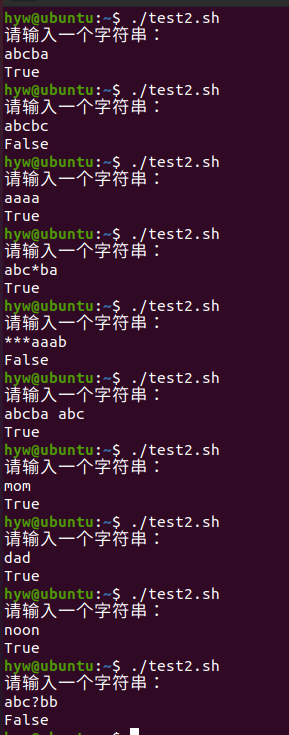 hyw@ubuntu:~$ ./test2.sh
请输入一个字符串：
abcba
True
hyw@ubuntu:~$ ./test2.sh
请输入一个字符串：
abcbc
False
hyw@ubuntu:~$ ./test2.sh
请输入一个字符串：
aaaa
True
hyw@ubuntu:~$ ./test2.sh
请输入一个字符串：
abc*ba
True
hyw@ubuntu:~$ ./test2.sh
请输入一个字符串：
***aaab
False
hyw@ubuntu:~$ ./test2.sh
请输入一个字符串：
abcba abc
True
hyw@ubuntu:~$ ./test2.sh
请输入一个字符串：
mom
True
hyw@ubuntu:~$ ./test2.sh
请输入一个字符串：
dad
True
hyw@ubuntu:~$ ./test2.sh
请输入一个字符串：
noon
True
hyw@ubuntu:~$ ./test2.sh
请输入一个字符串：
abc?bb
False
hyw@ubuntu:~$